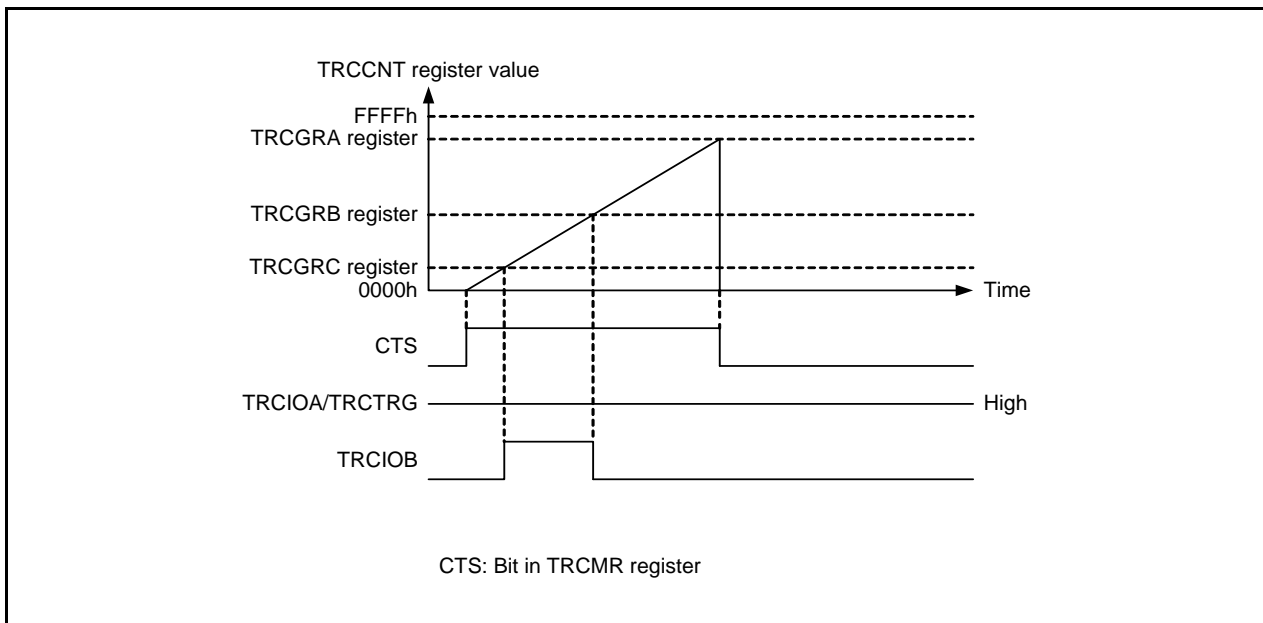 TRCCNT register value
FFFFh
TRCGRA register
TRCGRB register
TRCGRC register
0000h
Time
CTS
TRCIOA/TRCTRG
High
TRCIOB
CTS: Bit in TRCMR register